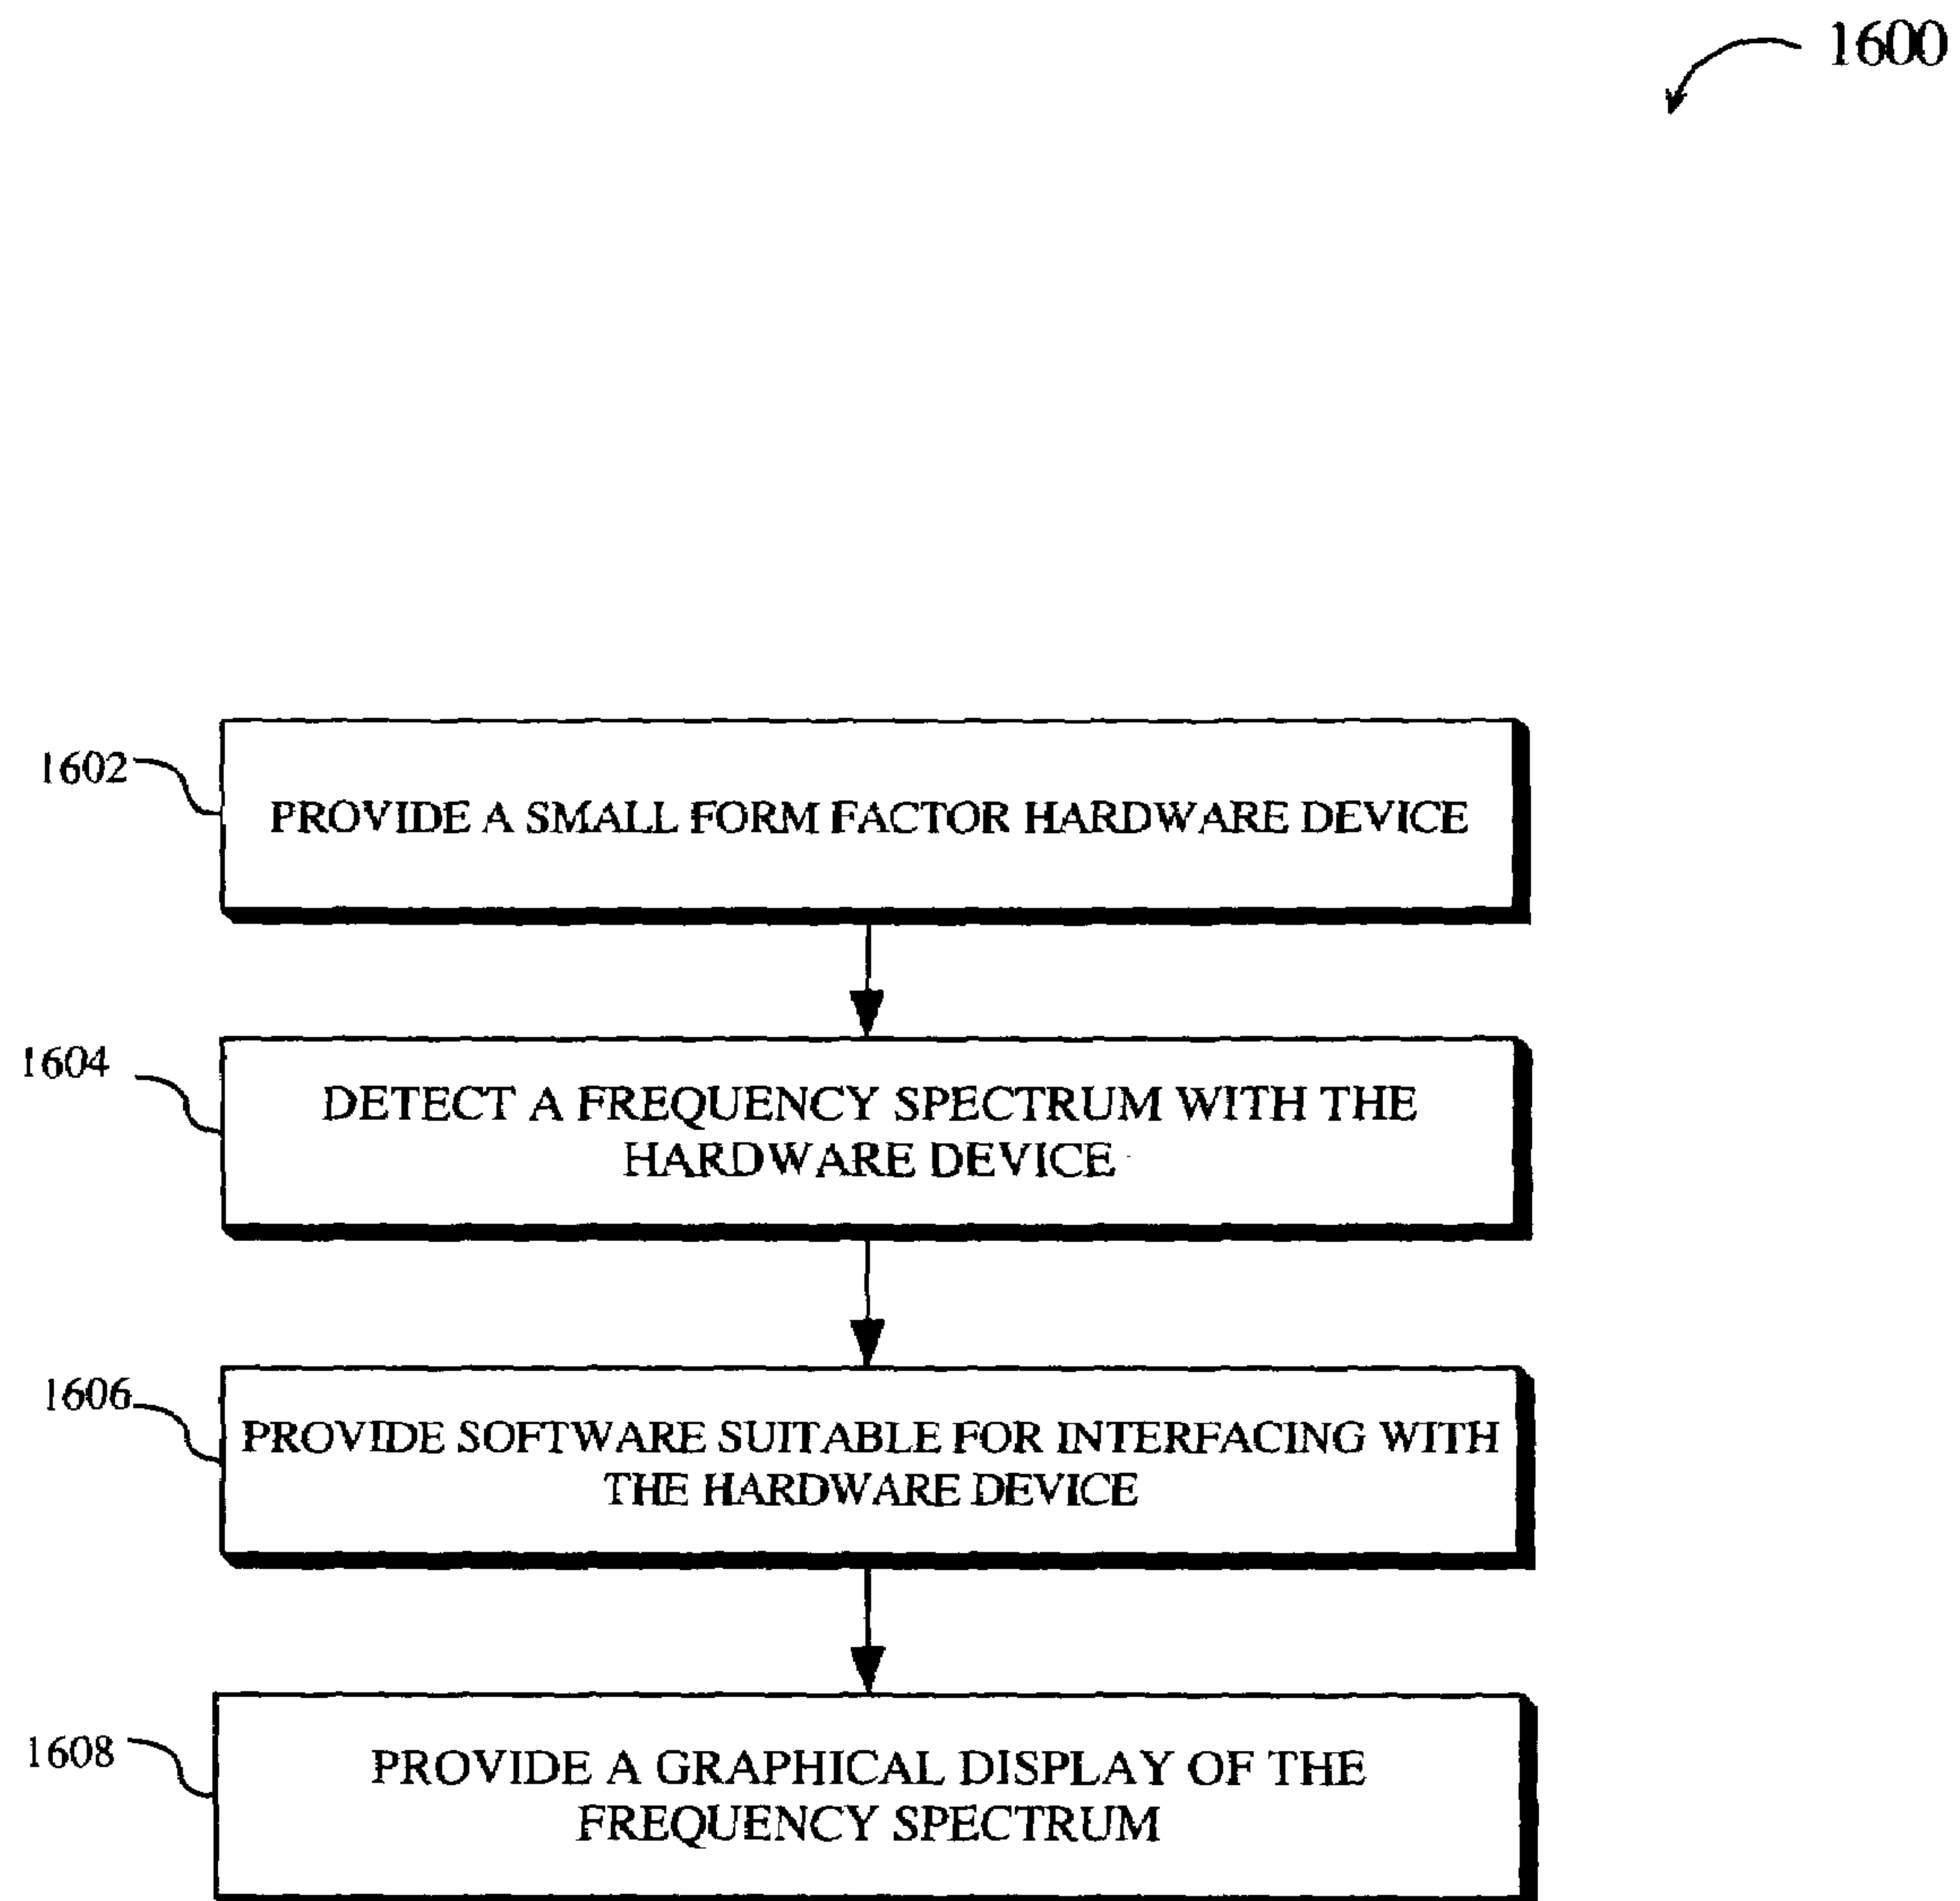 1600
1602
PROVIDE A SMALL FORM FACTOR HARDWARE DEVICE
1604
DETECT A FREQUENCY SPECTRUM WITH THE
HARDWARE DEVICE
1606
PROVIDE SOFTWARE SUITABLE FOR INTERFACING WITH
THE HARDWARE DEVICE
1608
PROVIDE A GRAPHICAL DISPLAY OF THE
FREQUENCY SPECTRUM